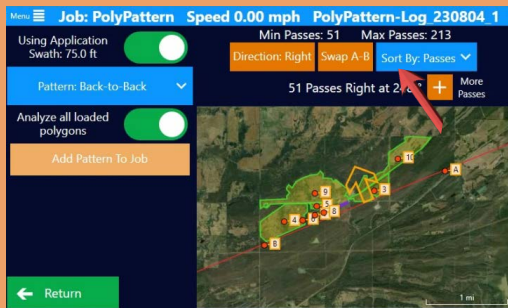 Menu Job: PolyPattern Speed 0.00 mph PolyPattern-Log_230804_1
Using Application
Swath: 75.0 ft
Min Passes: 51 Max Passes: 213
Direction: Right Swap A-B Sort By: Passes
Pattern: Back-to-Back
51 Passes Right at
+ More
Passes
Analyze all loaded
polygons
Add Pattern To Job
10
A
9
3
5
8
4
6
B
Return
1 mi